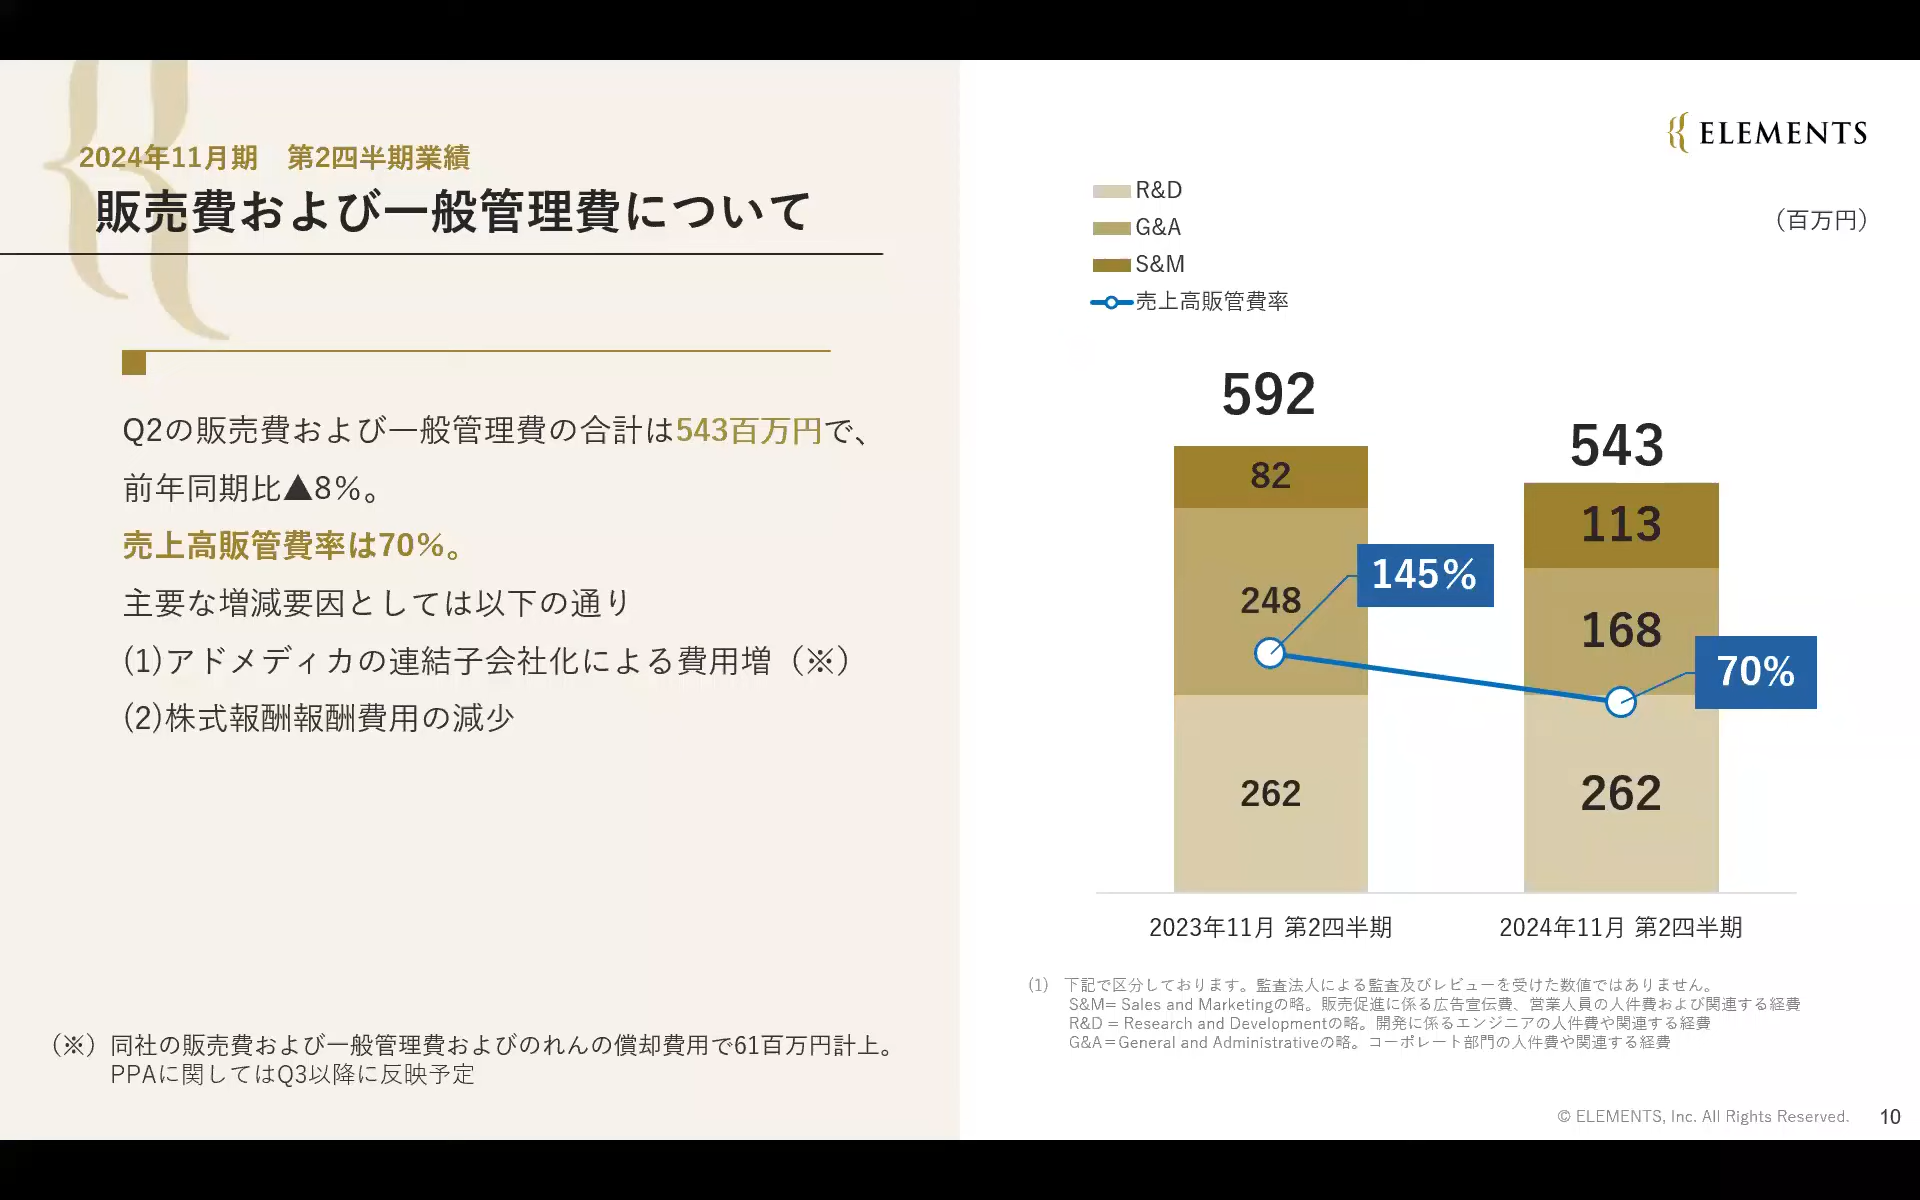 2024年11月期　第2四半期業績
販売費および一般管理費について
Q2の販売費および一般管理費の合計は543百万円で、
前年同期比▲8%。
売上高販管費率は70%。
主要な増減要因としては以下の通り
(1)アドメディカの連結子会社化による費用増（※）
(2)株式報酬報酬費用の減少
（※）同社の販売費および一般管理費およびのれんの償却費用で61百万円計上。
PPAに関してはQ3以降に反映予定
ELEMENTS
（百万円）
R&D
G&A
S&M
売上高販管費率
592
543
82
113
248
168
145%
70%
262
262
2023年11月 第2四半期
2024年11月 第2四半期
(1)　下記で区分しております。監査法人による監査及びレビューを受けた数値ではありません。
S&M= Sales and Marketingの略。販売促進に係る広告宣伝費、営業人員の人件費および関連する経費
R&D = Research and Developmentの略。開発に係るエンジニアの人件費や関連する経費
G&A＝General and Administrativeの略。コーポレート部門の人件費や関連する経費
© ELEMENTS, Inc. All Rights Reserved.
10